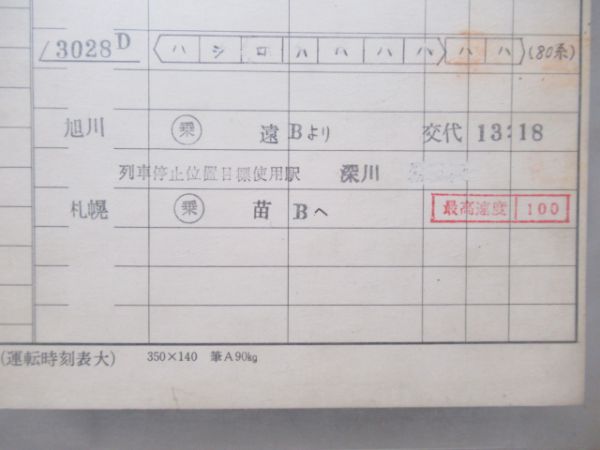 3028D ハ シ ロ ハ ハ ハ ハ ハ ハ (80系)
旭川 乗 遠Bより 交代 13:18
列車停止位置目標使用駅 深川
札幌 乗 苗Bへ 最高速度 100
(運転時刻表大) 350×140 筆A90kg